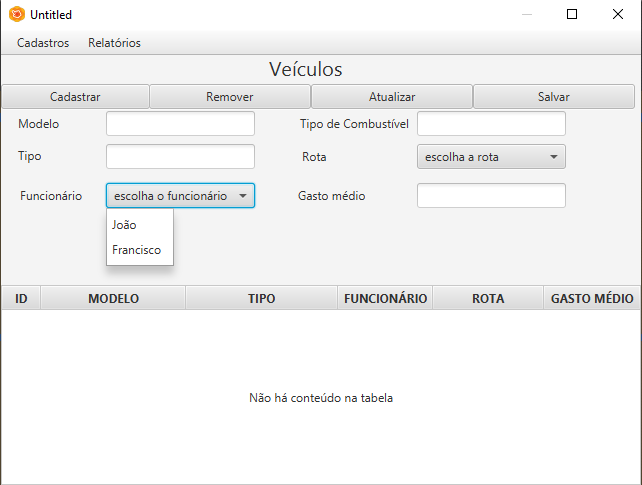 Untitled
Cadastros Relatórios
Veículos
Cadastrar Remover Atualizar Salvar
Modelo Tipo de Combustível
Tipo Rota escolha a rota
Funcionário escolha o funcionário Gasto médio
João
Francisco
ID MODELO TIPO FUNCIONÁRIO ROTA GASTO MÉDIO
Não há conteúdo na tabela